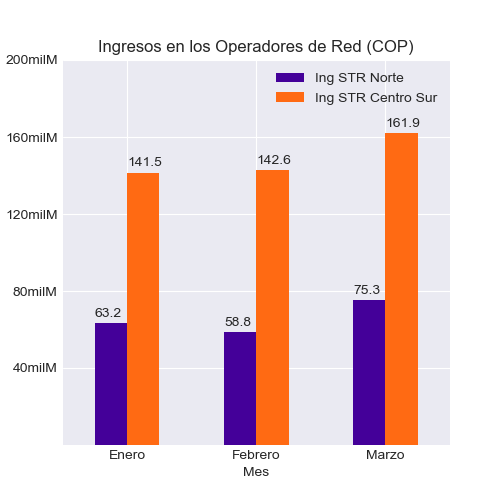 Ingresos en los Operadores de Red (COP)
200milM
Ing STR Norte
Ing STR Centro Sur
160milM
161.9
141.5
142.6
120milM
80milM
75.3
63.2
58.8
40milM
Enero
Febrero
Marzo
Mes